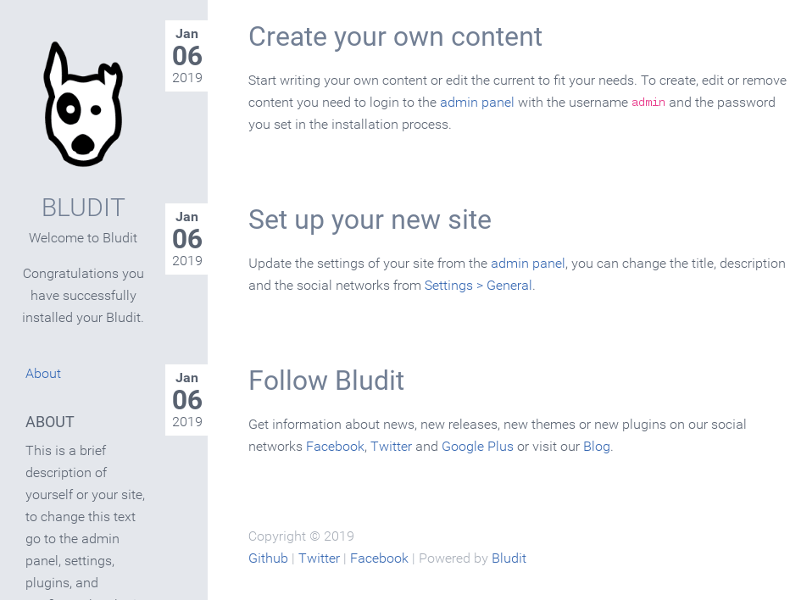 BLUDIT
Welcome to Bludit
Congratulations you
have successfully
installed your Bludit.
About
ABOUT
This is a brief
description of
yourself or your site,
to change this text
go to the admin
panel, settings,
plugins, and
Jan
06
2019
Create your own content
Start writing your own content or edit the current to fit your needs. To create, edit or remove
content you need to login to the admin panel with the username admin and the password
you set in the installation process.
Jan
06
2019
Set up your new site
Update the settings of your site from the admin panel, you can change the title, description
and the social networks from Settings > General.
Jan
06
2019
Follow Bludit
Get information about news, new releases, new themes or new plugins on our social
networks Facebook, Twitter and Google Plus or visit our Blog.
Copyright © 2019
Github | Twitter | Facebook | Powered by Bludit